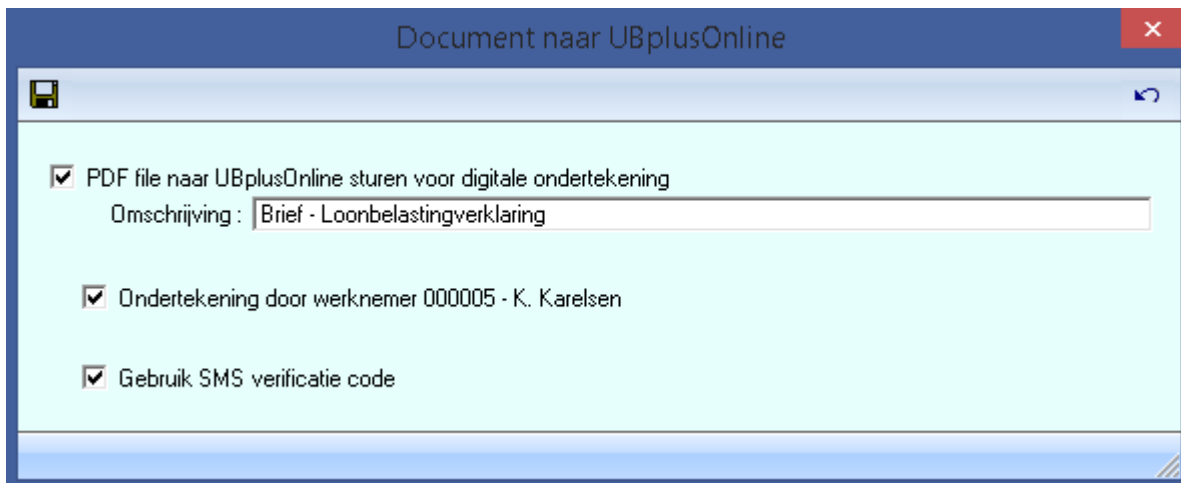 Document naar UBplusOnline
PDF file naar UBplusOnline sturen voor digitale ondertekening
Omschrijving : Brief - Loonbelastingverklaring
Ondertekening door werknemer 000005 - K. Karelsen
Gebruik SMS verificatie code